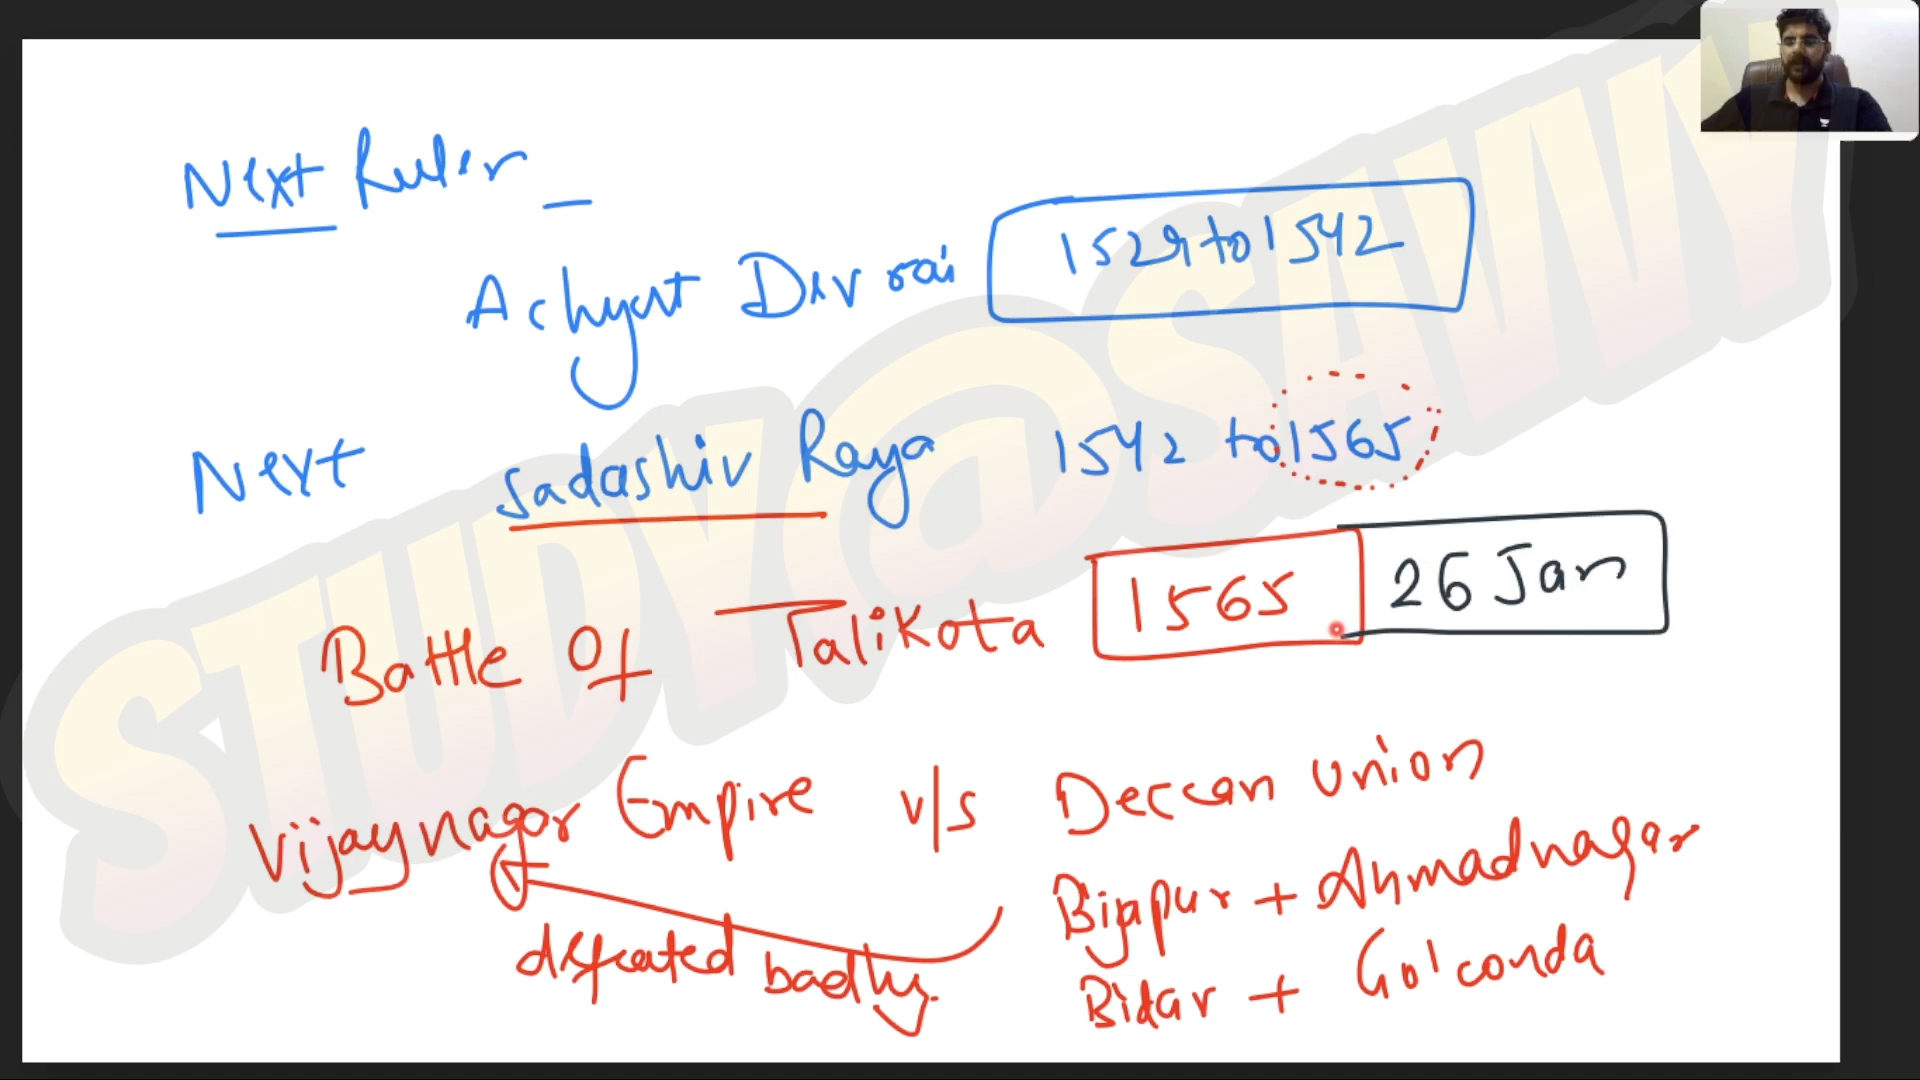 Next Ruler -
Achyut Dev rai 1529 to 1542
Next Sadashiv Raya 1542 to 1565
Battle Of Talikota 1565 26 Jan
Vijaynagar Empire v/s Deccan Union
Bijapur + Ahmadnagar
defeated badly
Bidar + Golconda
STUDY@SAVVY